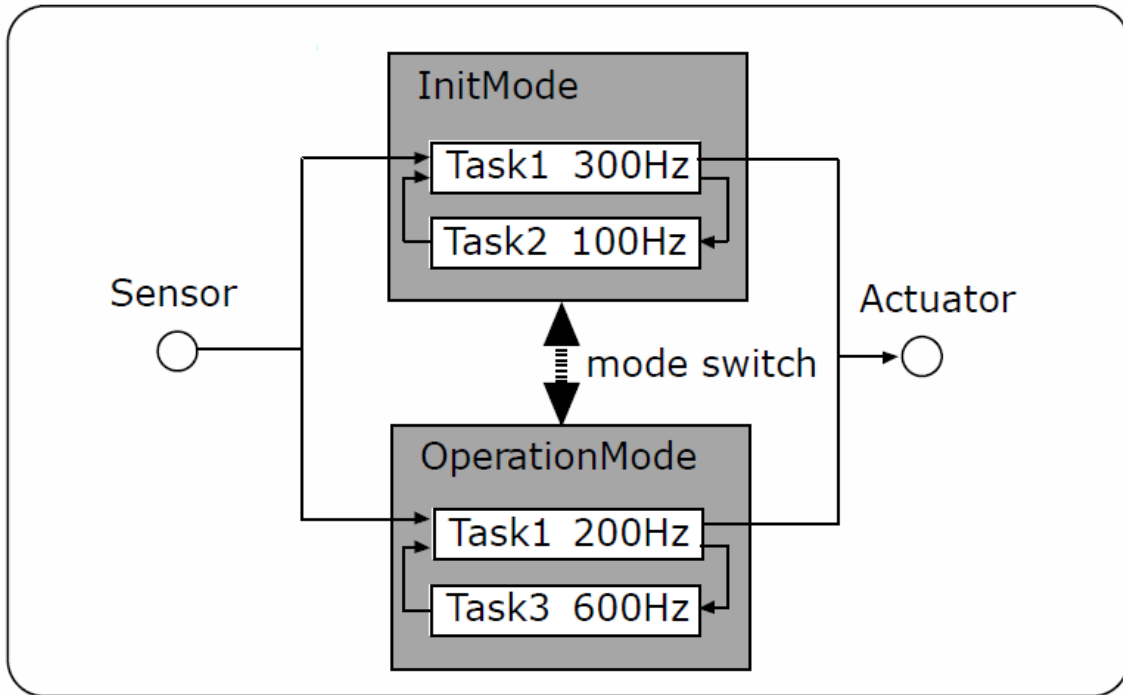 InitMode
Task1 300Hz
Task2 100Hz
Sensor
Actuator
mode switch
OperationMode
Task1 200Hz
Task3 600Hz